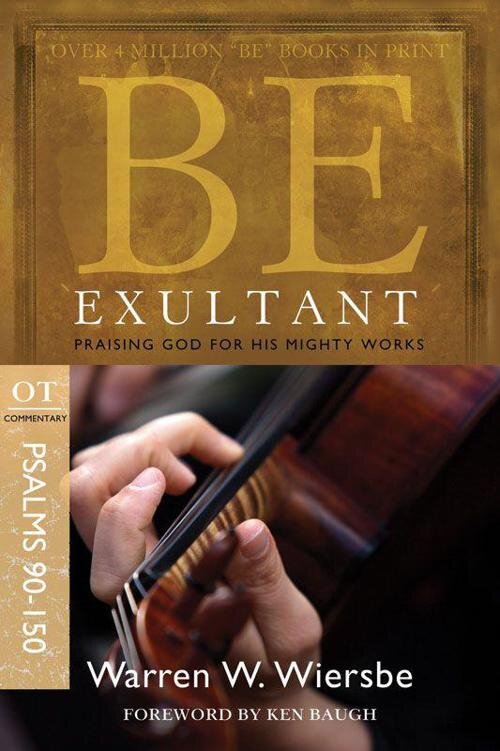 OVER 4 MILLION "BE" BOOKS IN PRINT
BE
EXULTANT
PRAISING GOD FOR HIS MIGHTY WORKS
OT
COMMENTARY
PSALMS 90-150
Warren W. Wiersbe
FOREWORD BY KEN BAUGH